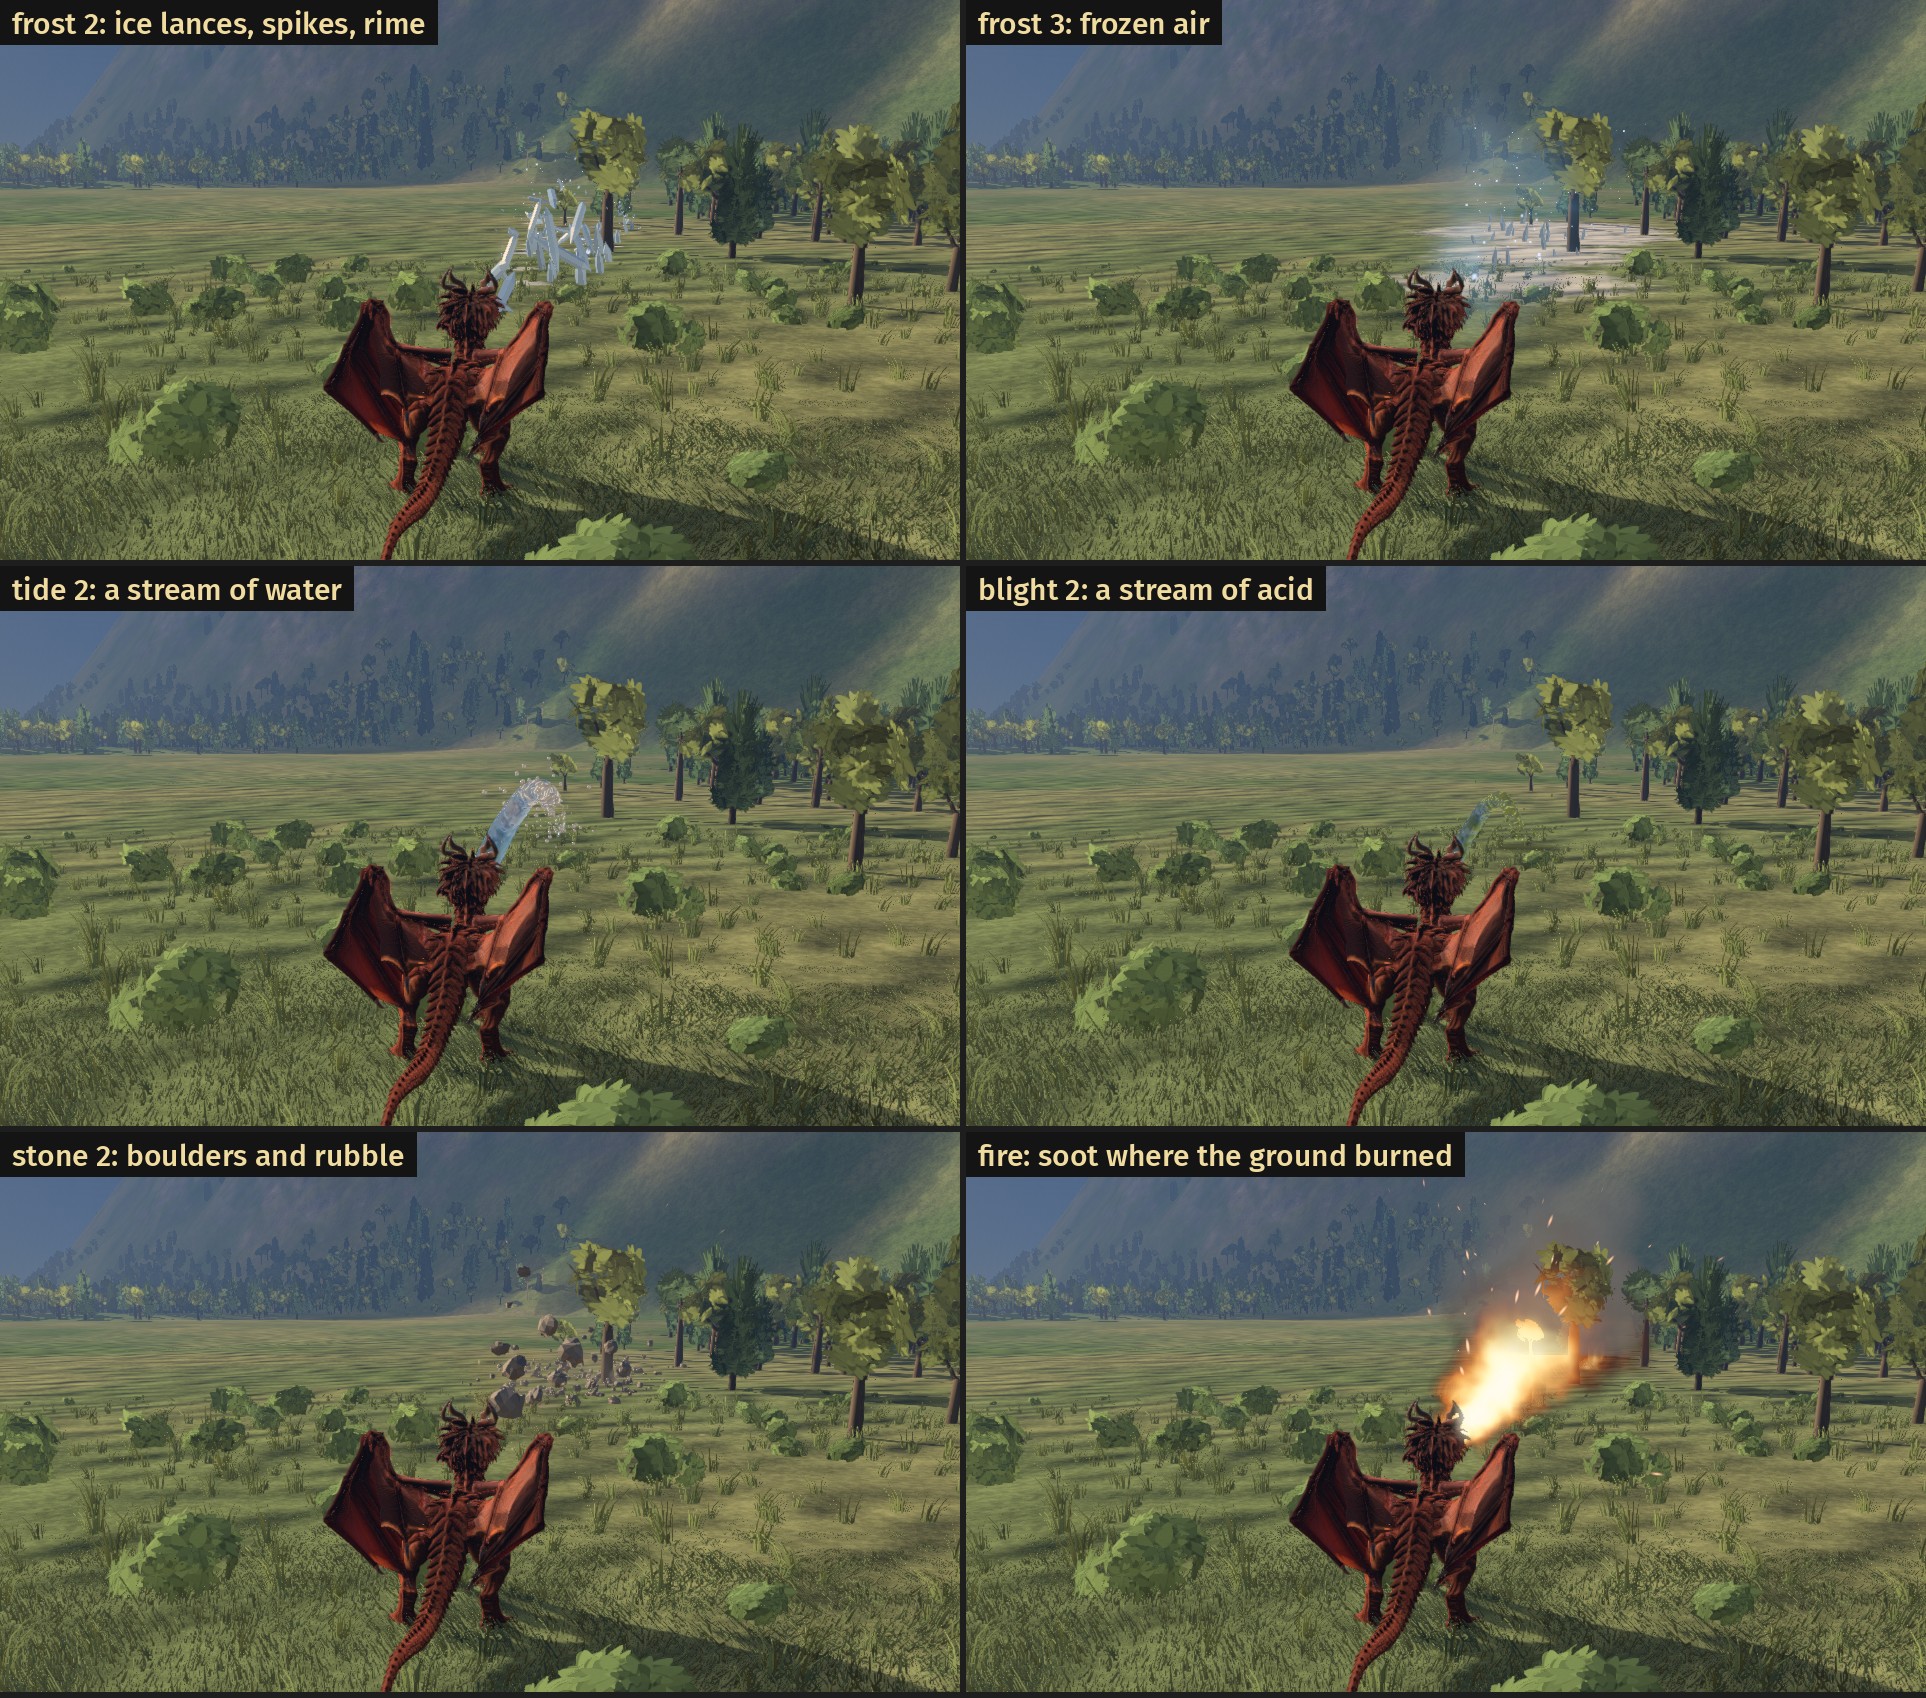 frost 2: ice lances, spikes, rime
frost 3: frozen air
tide 2: a stream of water
blight 2: a stream of acid
stone 2: boulders and rubble
fire: soot where the ground burned